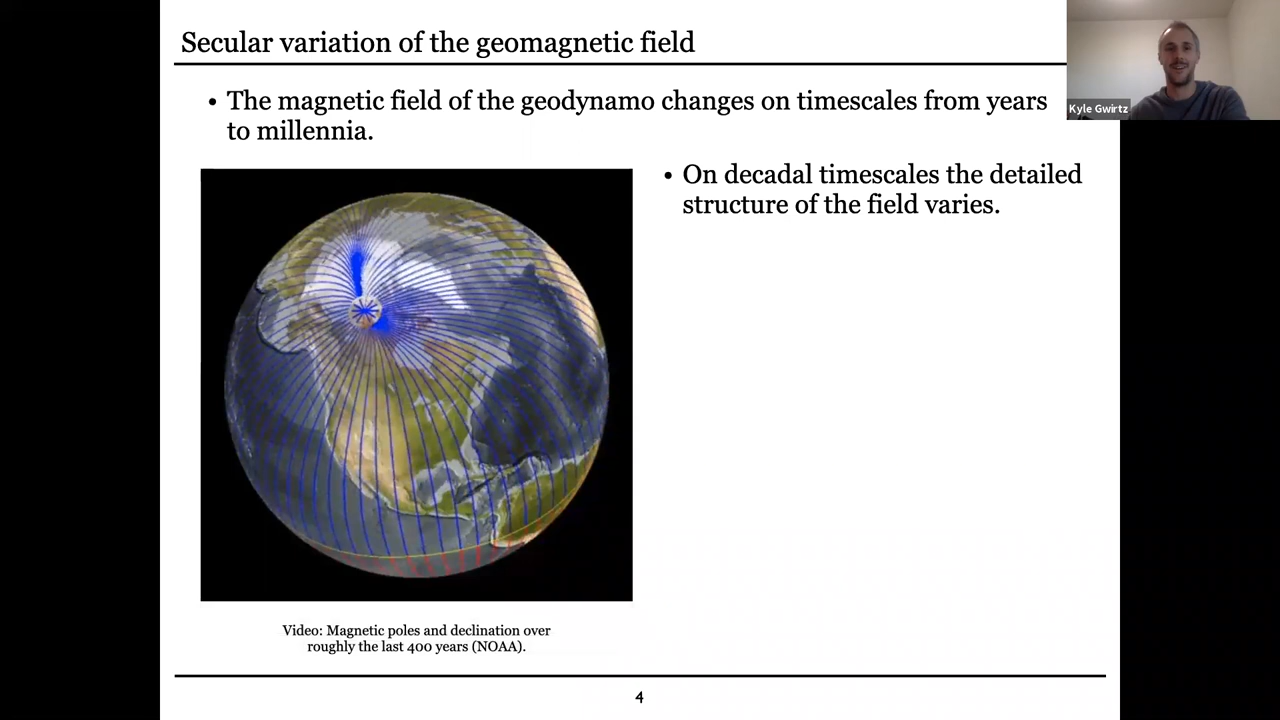 Secular variation of the geomagnetic field
Kyle Gwirtz
• The magnetic field of the geodynamo changes on timescales from years
to millennia.
• On decadal timescales the detailed
structure of the field varies.
Video: Magnetic poles and declination over
roughly the last 400 years (NOAA).
4